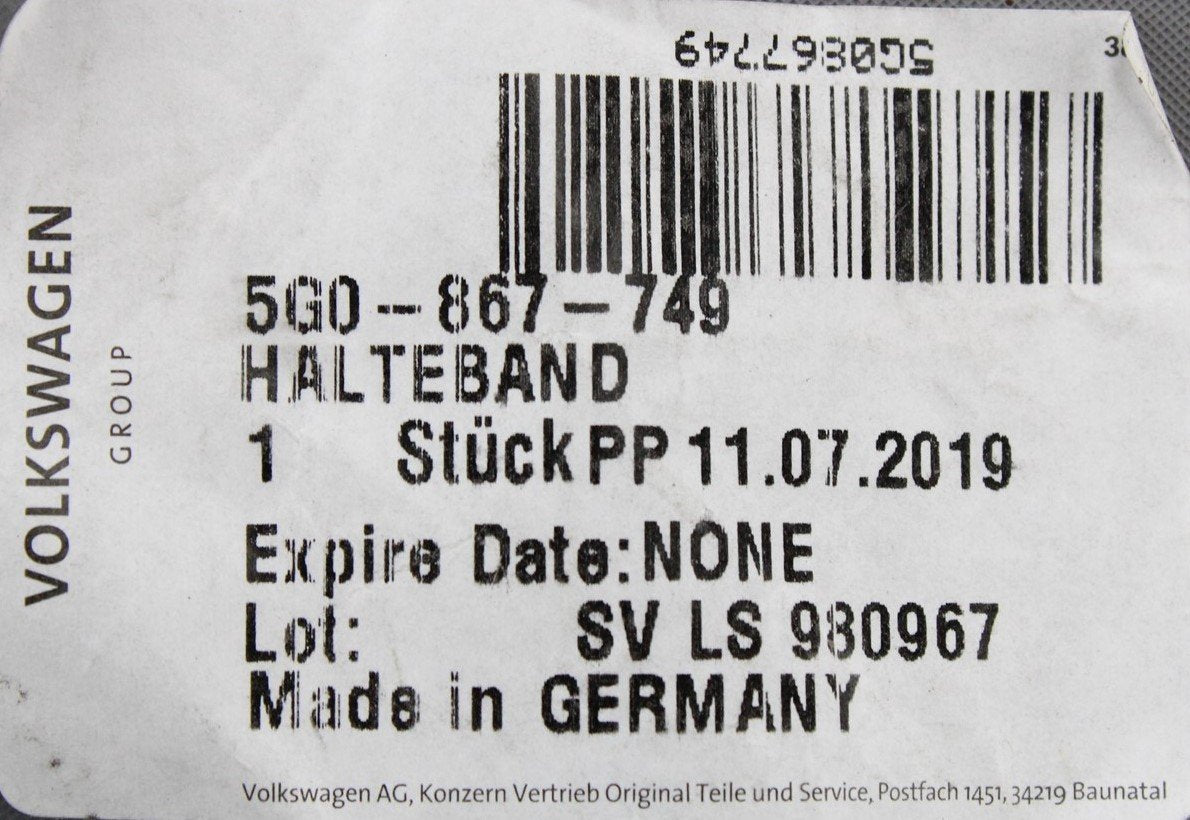 5G0867749
5G0-867-749
HALTEBAND
1 Stück PP 11.07.2019
Expire Date: NONE
Lot: SV LS 980967
Made in GERMANY
VOLKSWAGEN
GROUP
Volkswagen AG, Konzern Vertrieb Original Teile und Service, Postfach 1451, 34219 Baunatal